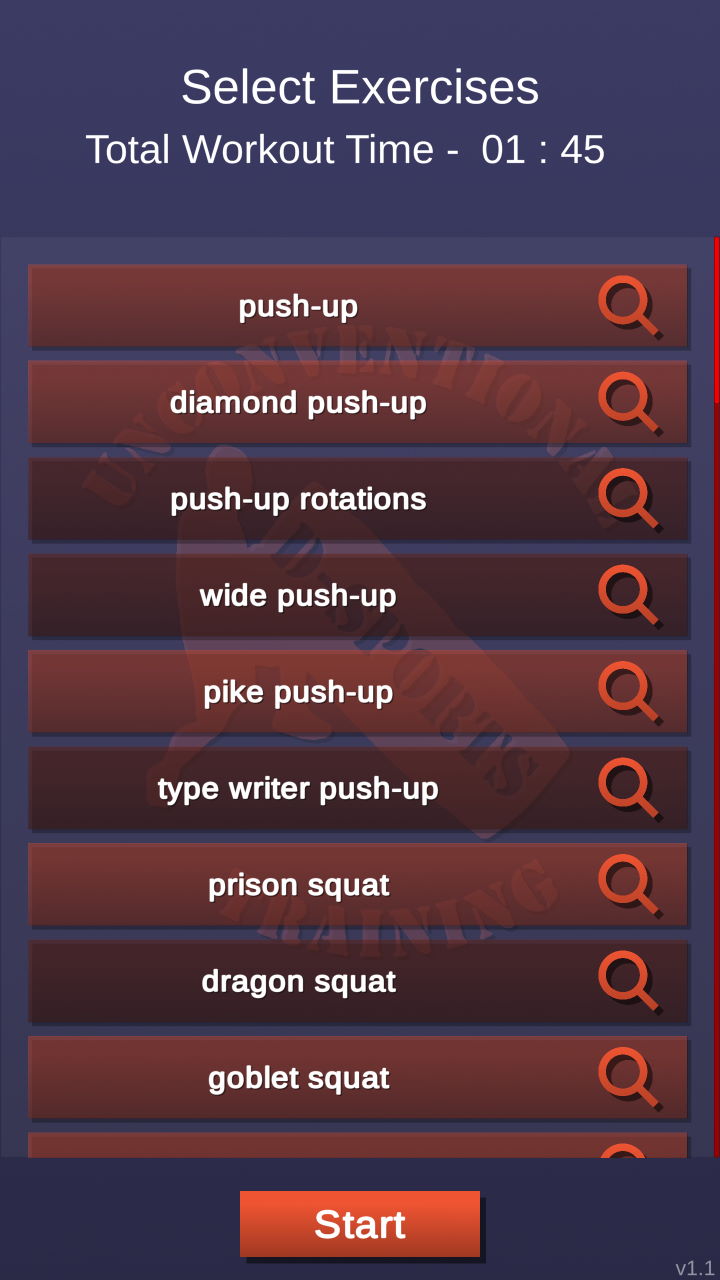 Select Exercises
Total Workout Time - 01 : 45
push-up
UNCONVENTIONAL
diamond push-up
push-up rotations
D-SPORTS
wide push-up
pike push-up
type writer push-up
prison squat
TRAINING
dragon squat
goblet squat
Start
v1.1